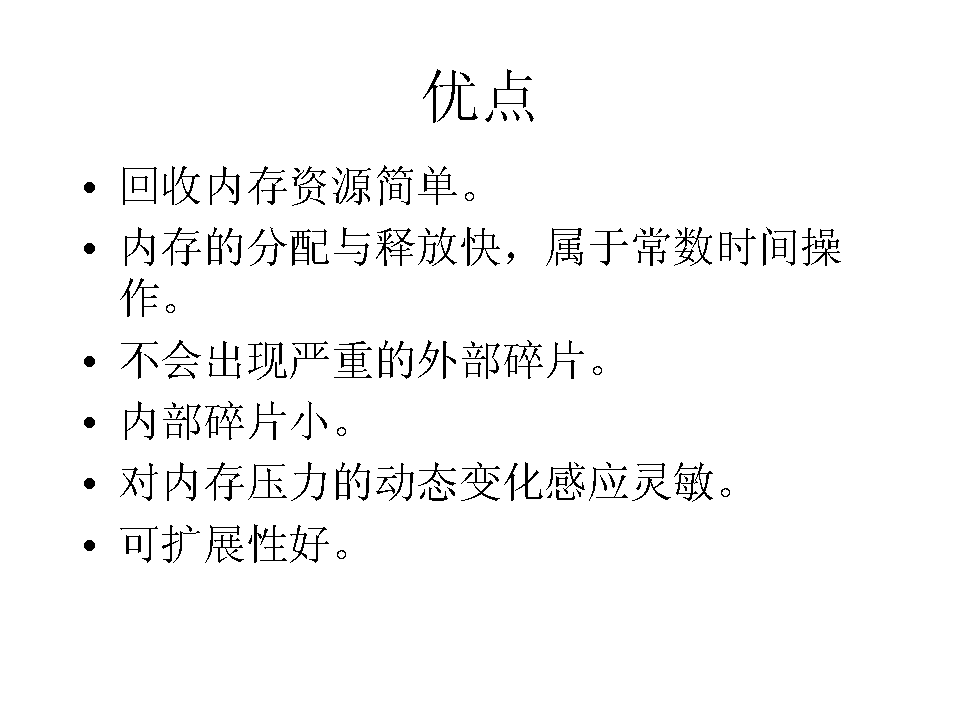 优点
• 回收内存资源简单。
• 内存的分配与释放快，属于常数时间操
作。
• 不会出现严重的外部碎片。
• 内部碎片小。
• 对内存压力的动态变化感应灵敏。
• 可扩展性好。